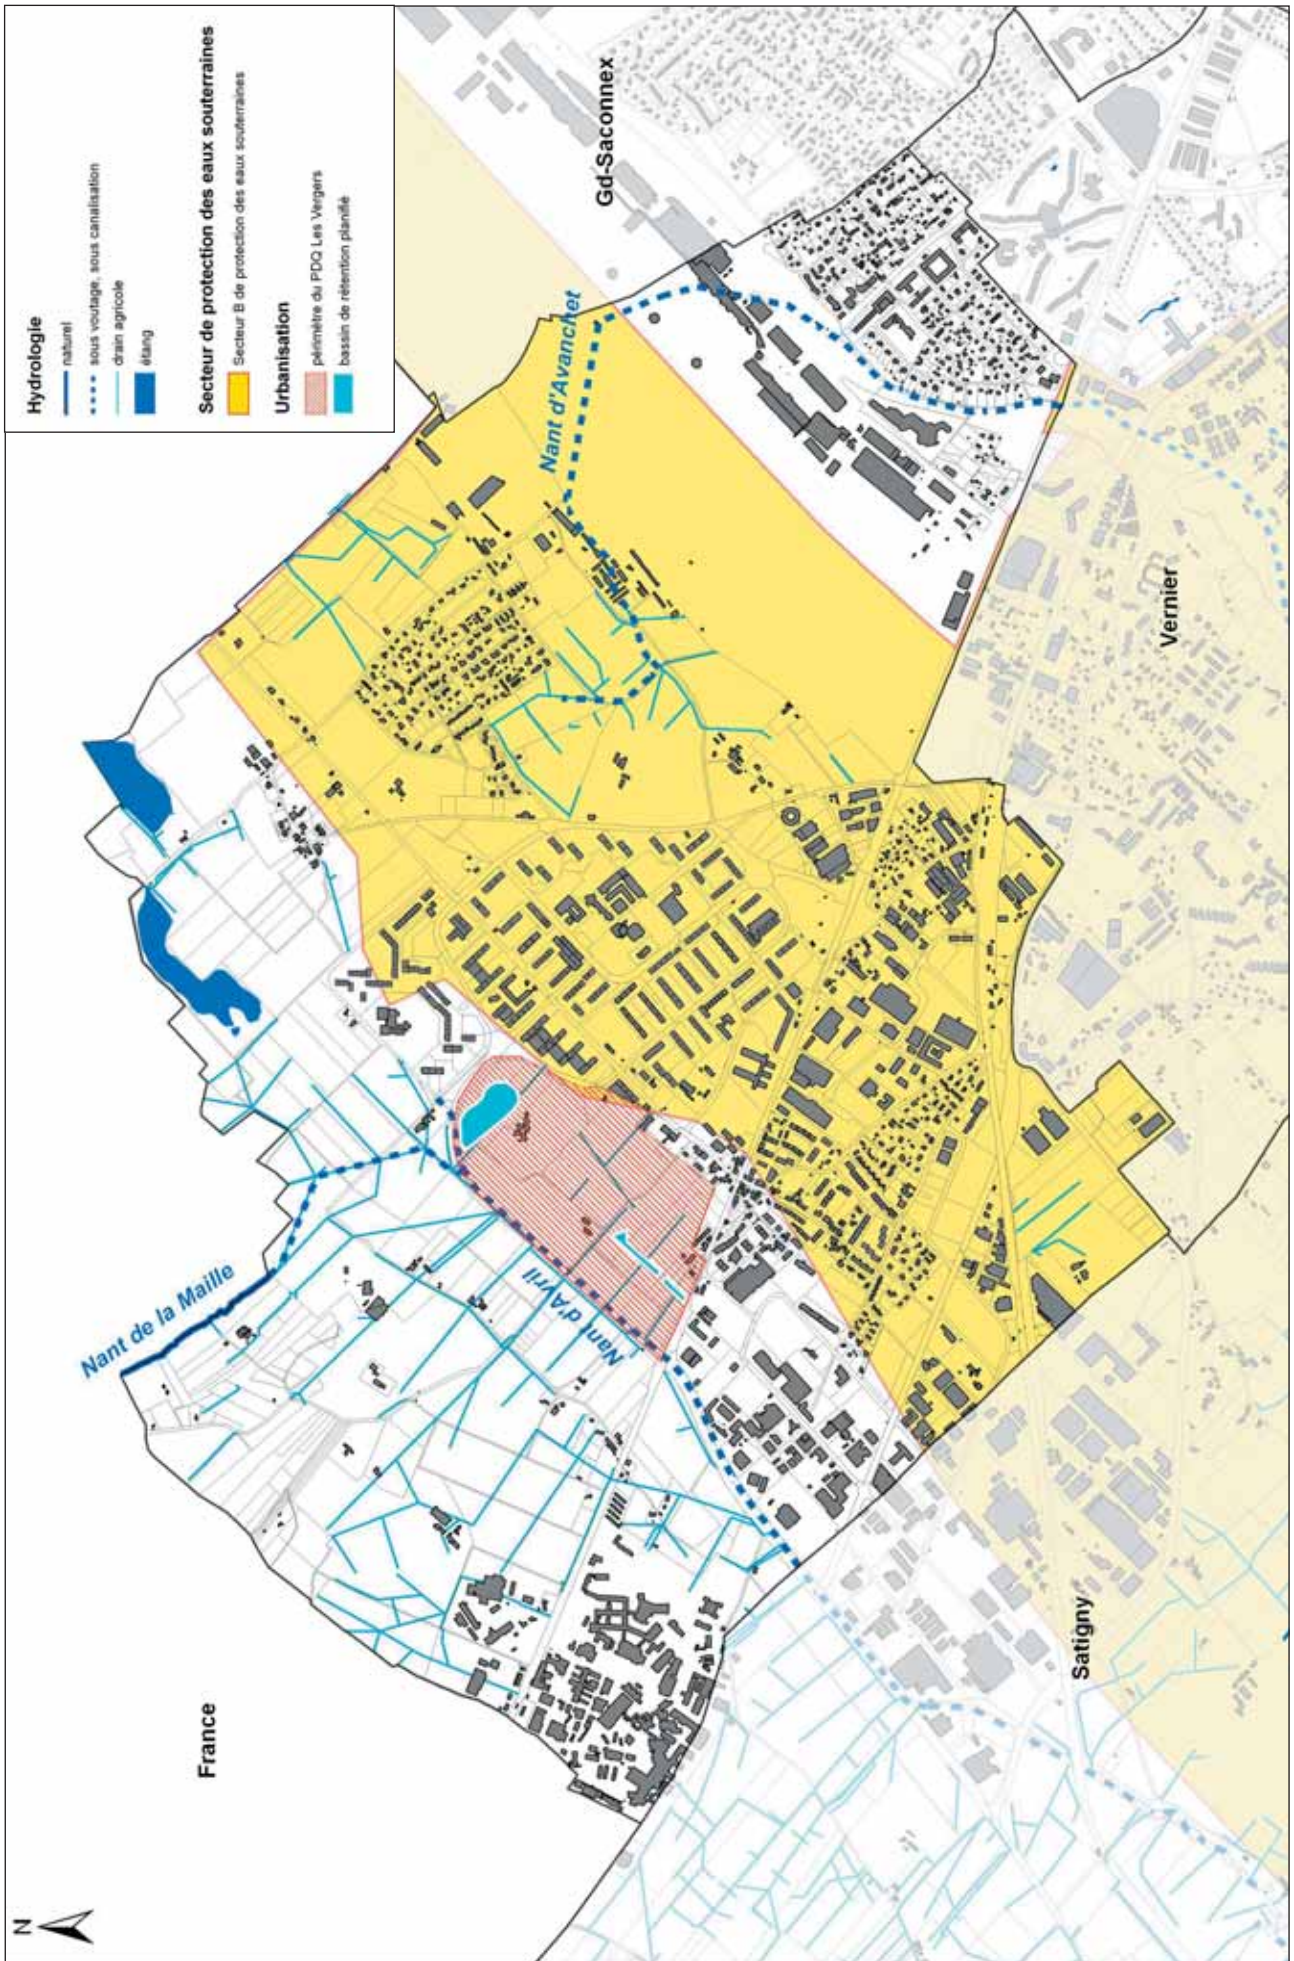 Hydrologie
naturel
sous voutage, sous canalisation
drain agricole
étang
Secteur de protection des eaux souterraines
Secteur B de protection des eaux souterraines
Urbanisation
périmètre du PDQ Les Vergers
bassin de rétention planifié
N
France
Nant de la Maille
Nant d'Avril
Nant d'Avanchet
Gd-Saconnex
Vernier
Satigny